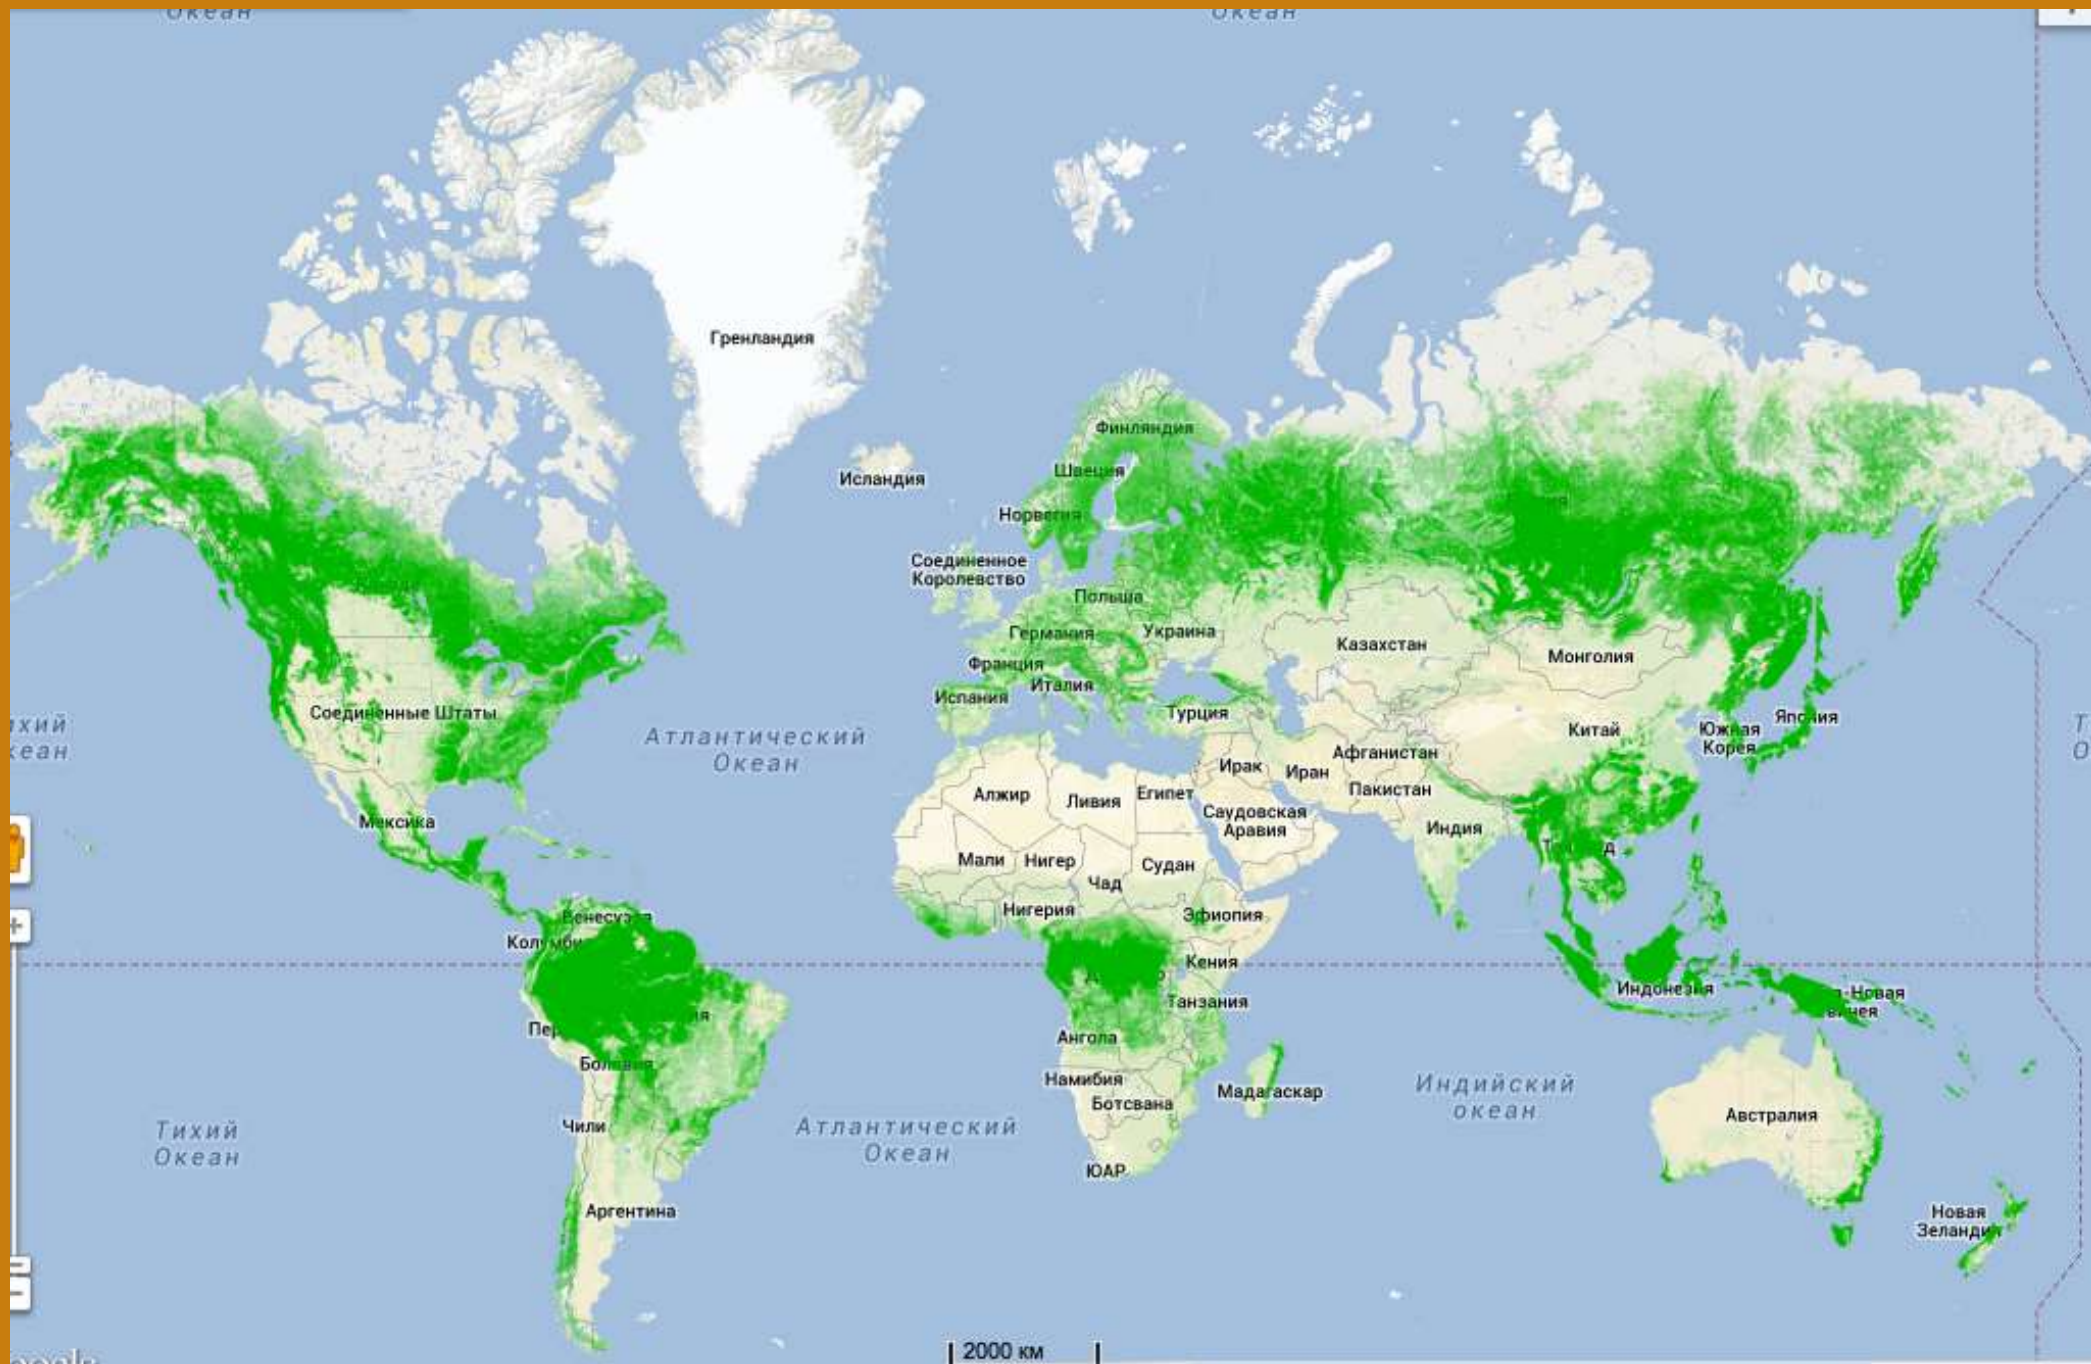 Океан
Океан
Гренландия
Финляндия
Исландия
Швеция
Норвегия
Соединенное
Королевство
Польша
Германия
Украина
Казахстан
Франция
Монголия
Италия
Испания
Соединенные Штаты
Турция
Атлантический
Океан
Китай
Южная
Корея
Япония
Афганистан
Ирак
Иран
Пакистан
Алжир
Ливия
Египет
Саудовская
Аравия
Мексика
Индия
Мали
Нигер
Судан
Чад
Нигерия
Эфиопия
Венесуэла
Кения
Индонезия
Танзания
Ангола
Боливия
Намибия
Мадагаскар
Ботсвана
Индийский
океан
Австралия
Чили
Тихий
Океан
Атлантический
Океан
ЮАР
Аргентина
Новая
Зеландия
2000 км